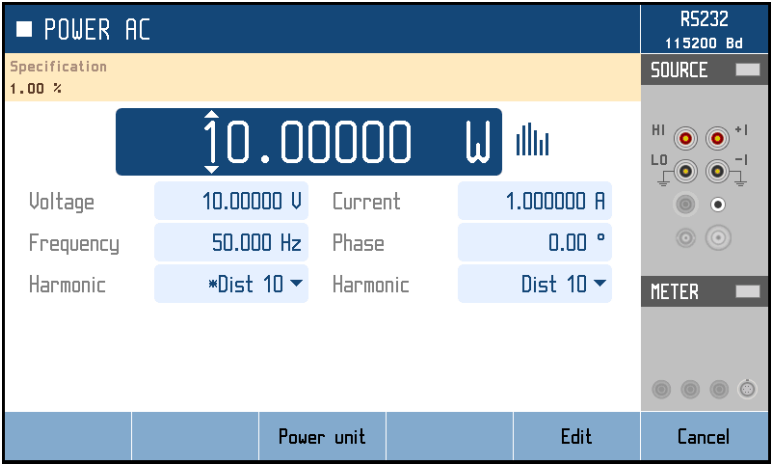 POWER AC
RS232
115200 Bd
Specification
1.00 %
SOURCE
10.00000 W
HI +I
LO -I
Voltage 10.00000 V Current 1.000000 A
Frequency 50.000 Hz Phase 0.00 °
Harmonic *Dist 10 Harmonic Dist 10
METER
Power unit Edit Cancel